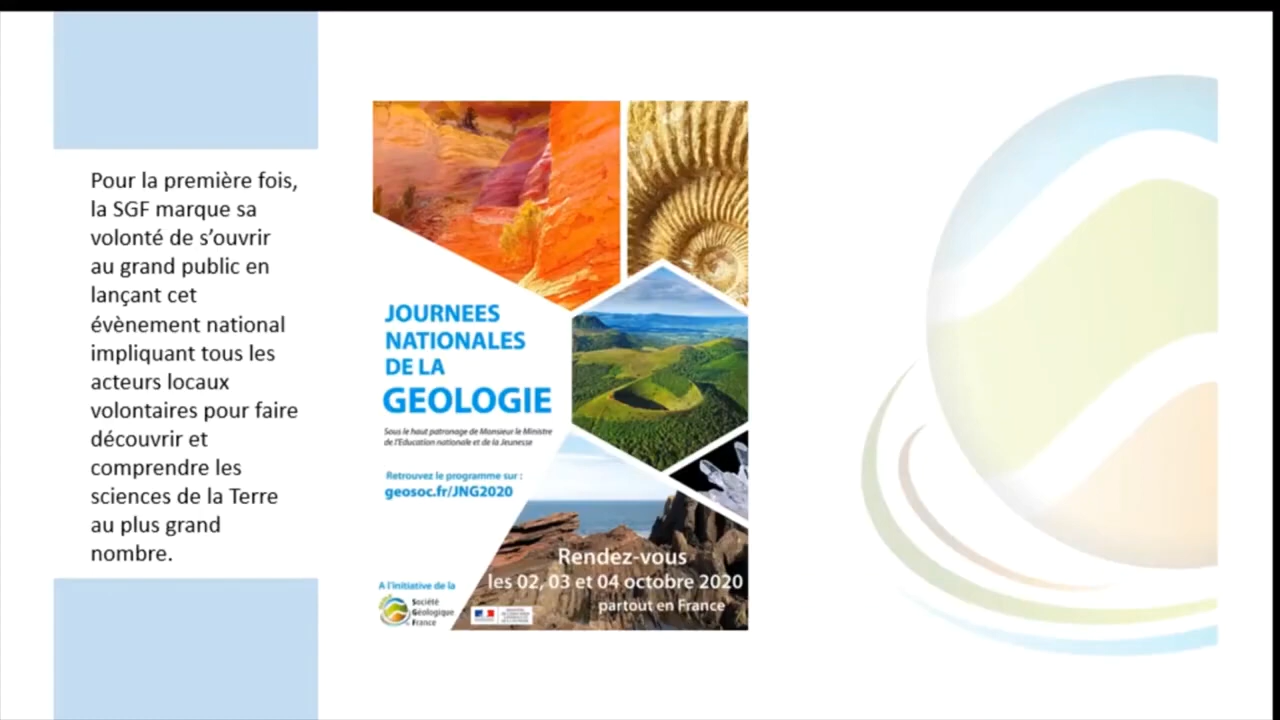 Pour la première fois,
la SGF marque sa
volonté de s’ouvrir
au grand public en
lançant cet
évènement national
impliquant tous les
acteurs locaux
volontaires pour faire
découvrir et
comprendre les
sciences de la Terre
au plus grand
nombre.
JOURNEES
NATIONALES
DE LA
GEOLOGIE
Sous le haut patronage de Monsieur le Ministre
de l'Education nationale et de la Jeunesse
Retrouvez le programme sur :
geosoc.fr/JNG2020
Rendez-vous
les 02, 03 et 04 octobre 2020
partout en France
A l'initiative de la
Société
Géologique
de France